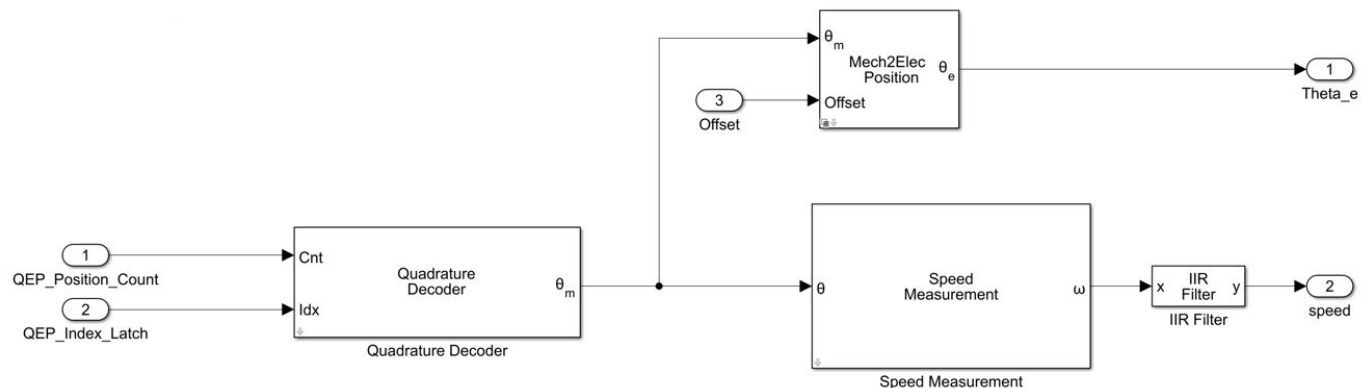 θm
Mech2Elec
Position
θe
Offset
3
Offset
1
Theta_e
1
QEP_Position_Count
2
QEP_Index_Latch
Cnt
Idx
Quadrature
Decoder
θm
Quadrature Decoder
θ
Speed
Measurement
ω
Speed Measurement
x
IIR
Filter
y
IIR Filter
2
speed